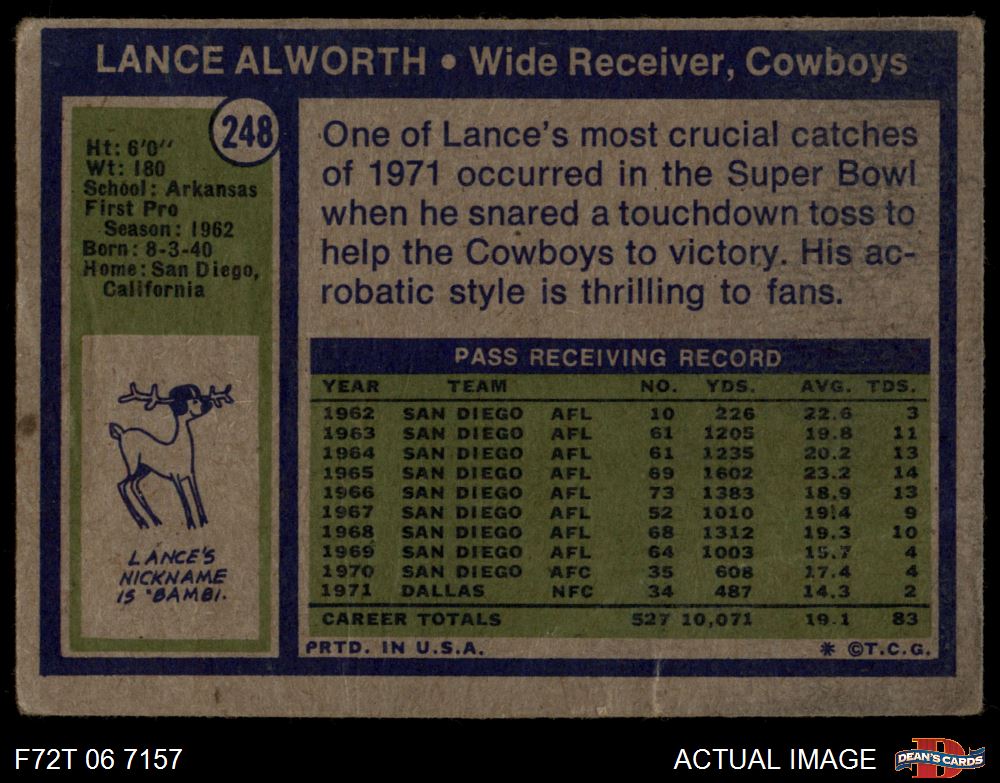 LANCE ALWORTH • Wide Receiver, Cowboys
248
Ht: 6'0"
Wt: 180
School: Arkansas
First Pro
Season: 1962
Born: 8-3-40
Home: San Diego,
California
LANCE'S
NICKNAME
IS "BAMBI.
One of Lance's most crucial catches
of 1971 occurred in the Super Bowl
when he snared a touchdown toss to
help the Cowboys to victory. His ac-
robatic style is thrilling to fans.
PASS RECEIVING RECORD
YEAR TEAM NO. YDS. AVG. TDS.
1962 SAN DIEGO AFL 10 226 22.6 3
1963 SAN DIEGO AFL 61 1205 19.8 11
1964 SAN DIEGO AFL 61 1235 20.2 13
1965 SAN DIEGO AFL 69 1602 23.2 14
1966 SAN DIEGO AFL 73 1383 18.9 13
1967 SAN DIEGO AFL 52 1010 19.4 9
1968 SAN DIEGO AFL 68 1312 19.3 10
1969 SAN DIEGO AFL 64 1003 15.7 4
1970 SAN DIEGO AFC 35 608 17.4 4
1971 DALLAS NFC 34 487 14.3 2
CAREER TOTALS 527 10,071 19.1 83
PRTD. IN U.S.A. * ©T.C.G.
F72T 06 7157 ACTUAL IMAGE DEAN'S CARDS